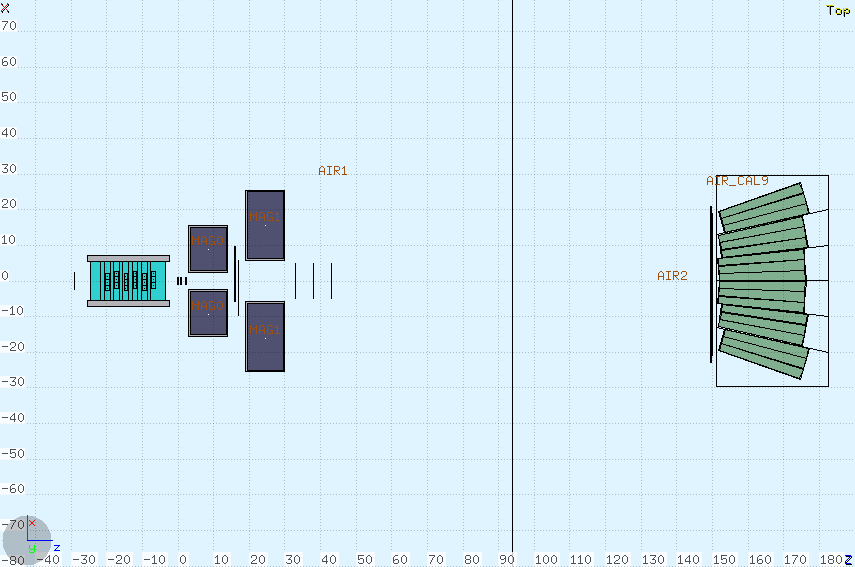 X
Top
70
60
50
40
30
AIR1
AIR_CAL9
20
MAG1
10
MAG0
0
AIR2
-10
MAG0
MAG1
-20
-30
-40
-50
-60
-70
x
y z
-80 -40 -30 -20 -10 0 10 20 30 40 50 60 70 80 90 100 110 120 130 140 150 160 170 180 Z